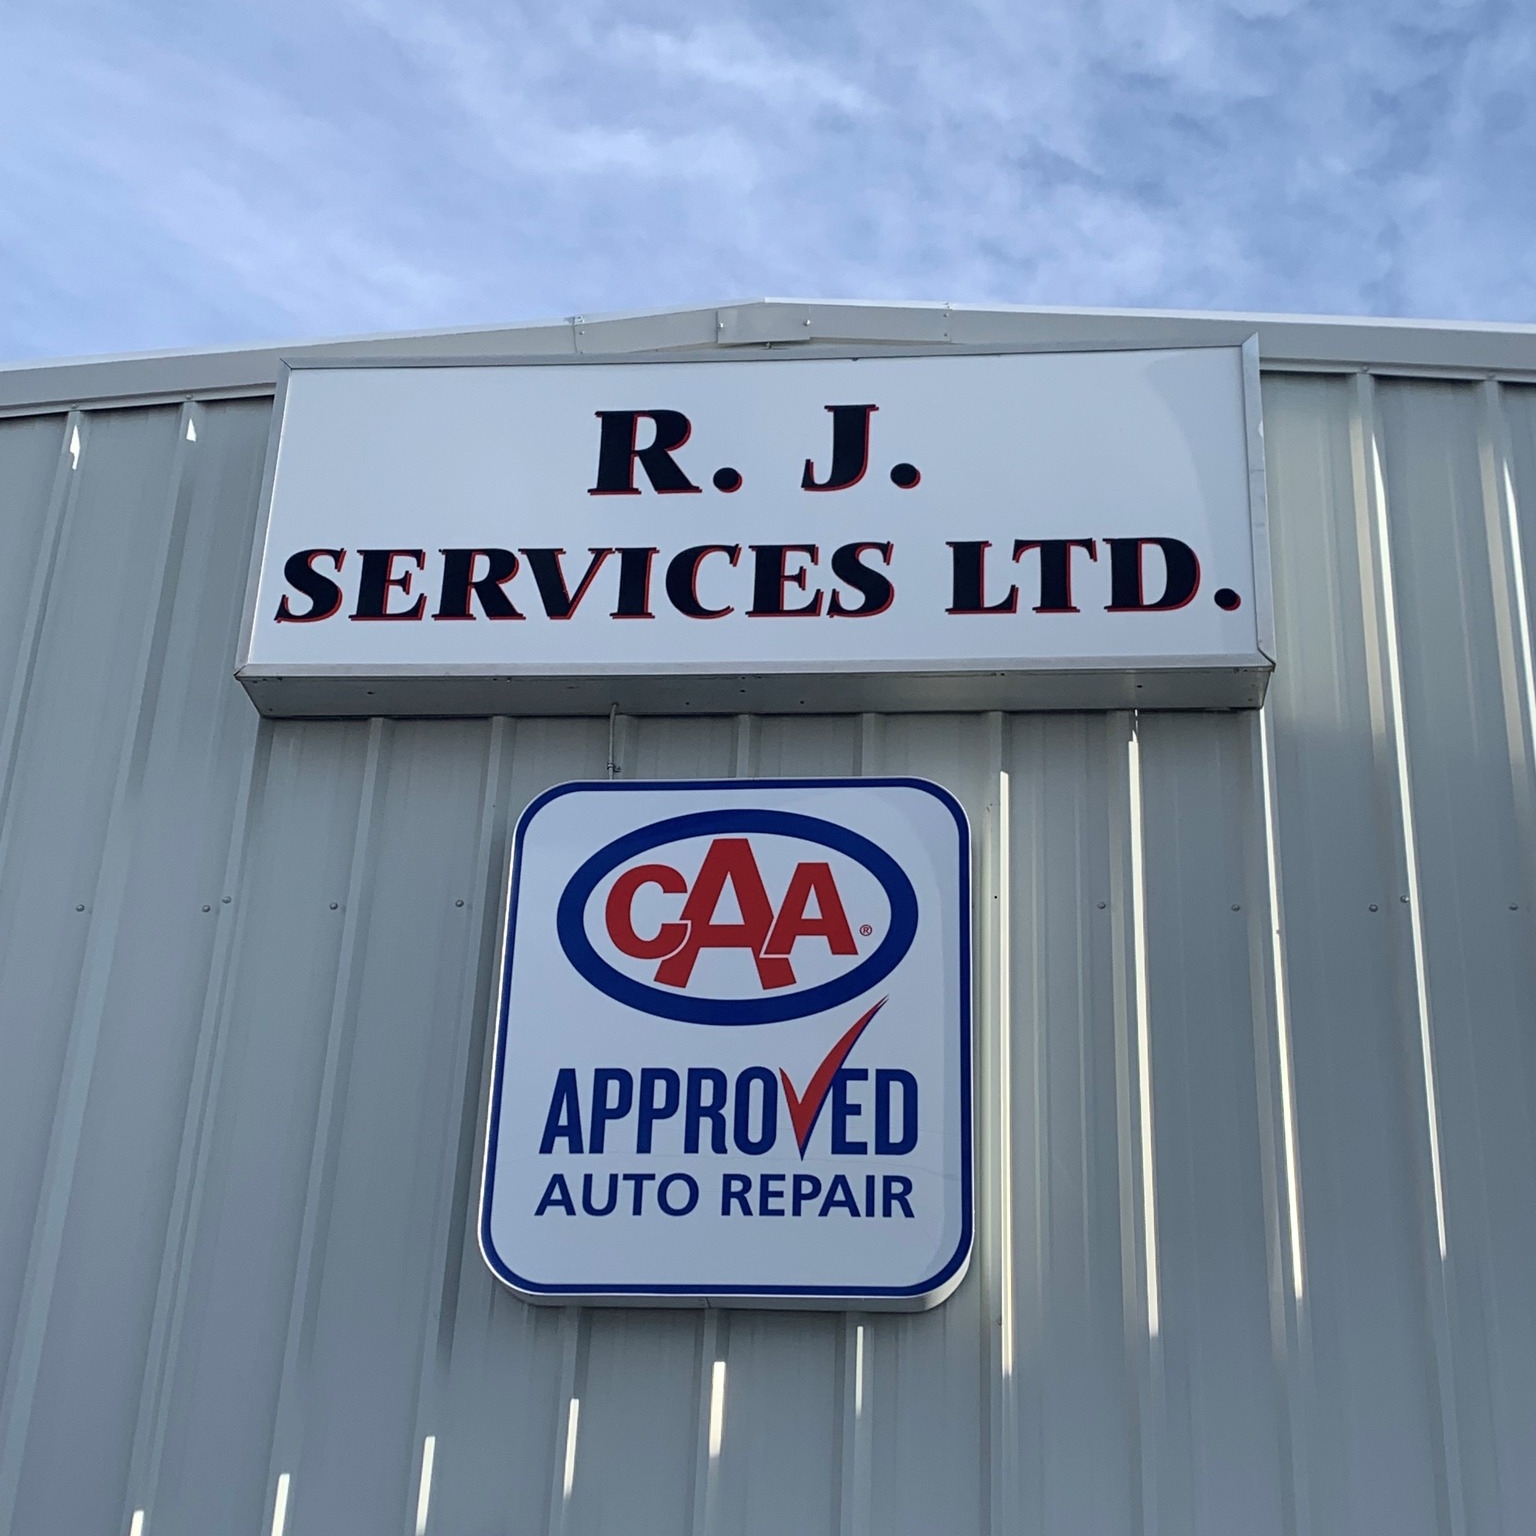 R. J.
SERVICES LTD.
CAA®
APPROVED
AUTO REPAIR